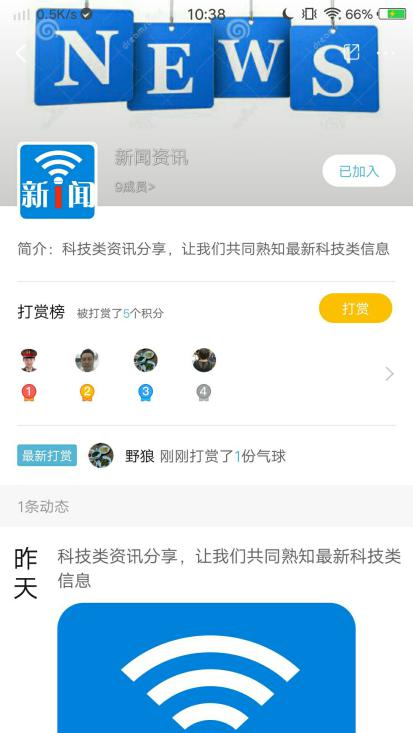 0.5K/s
10:38
66%
NEWS
新闻资讯
9成员>
已加入
新闻
简介：科技类资讯分享，让我们共同熟知最新科技类信息
打赏榜 被打赏了5个积分
打赏
1 2 3 4
最新打赏 野狼 刚刚打赏了1份气球
1条动态
昨天
科技类资讯分享，让我们共同熟知最新科技类
信息